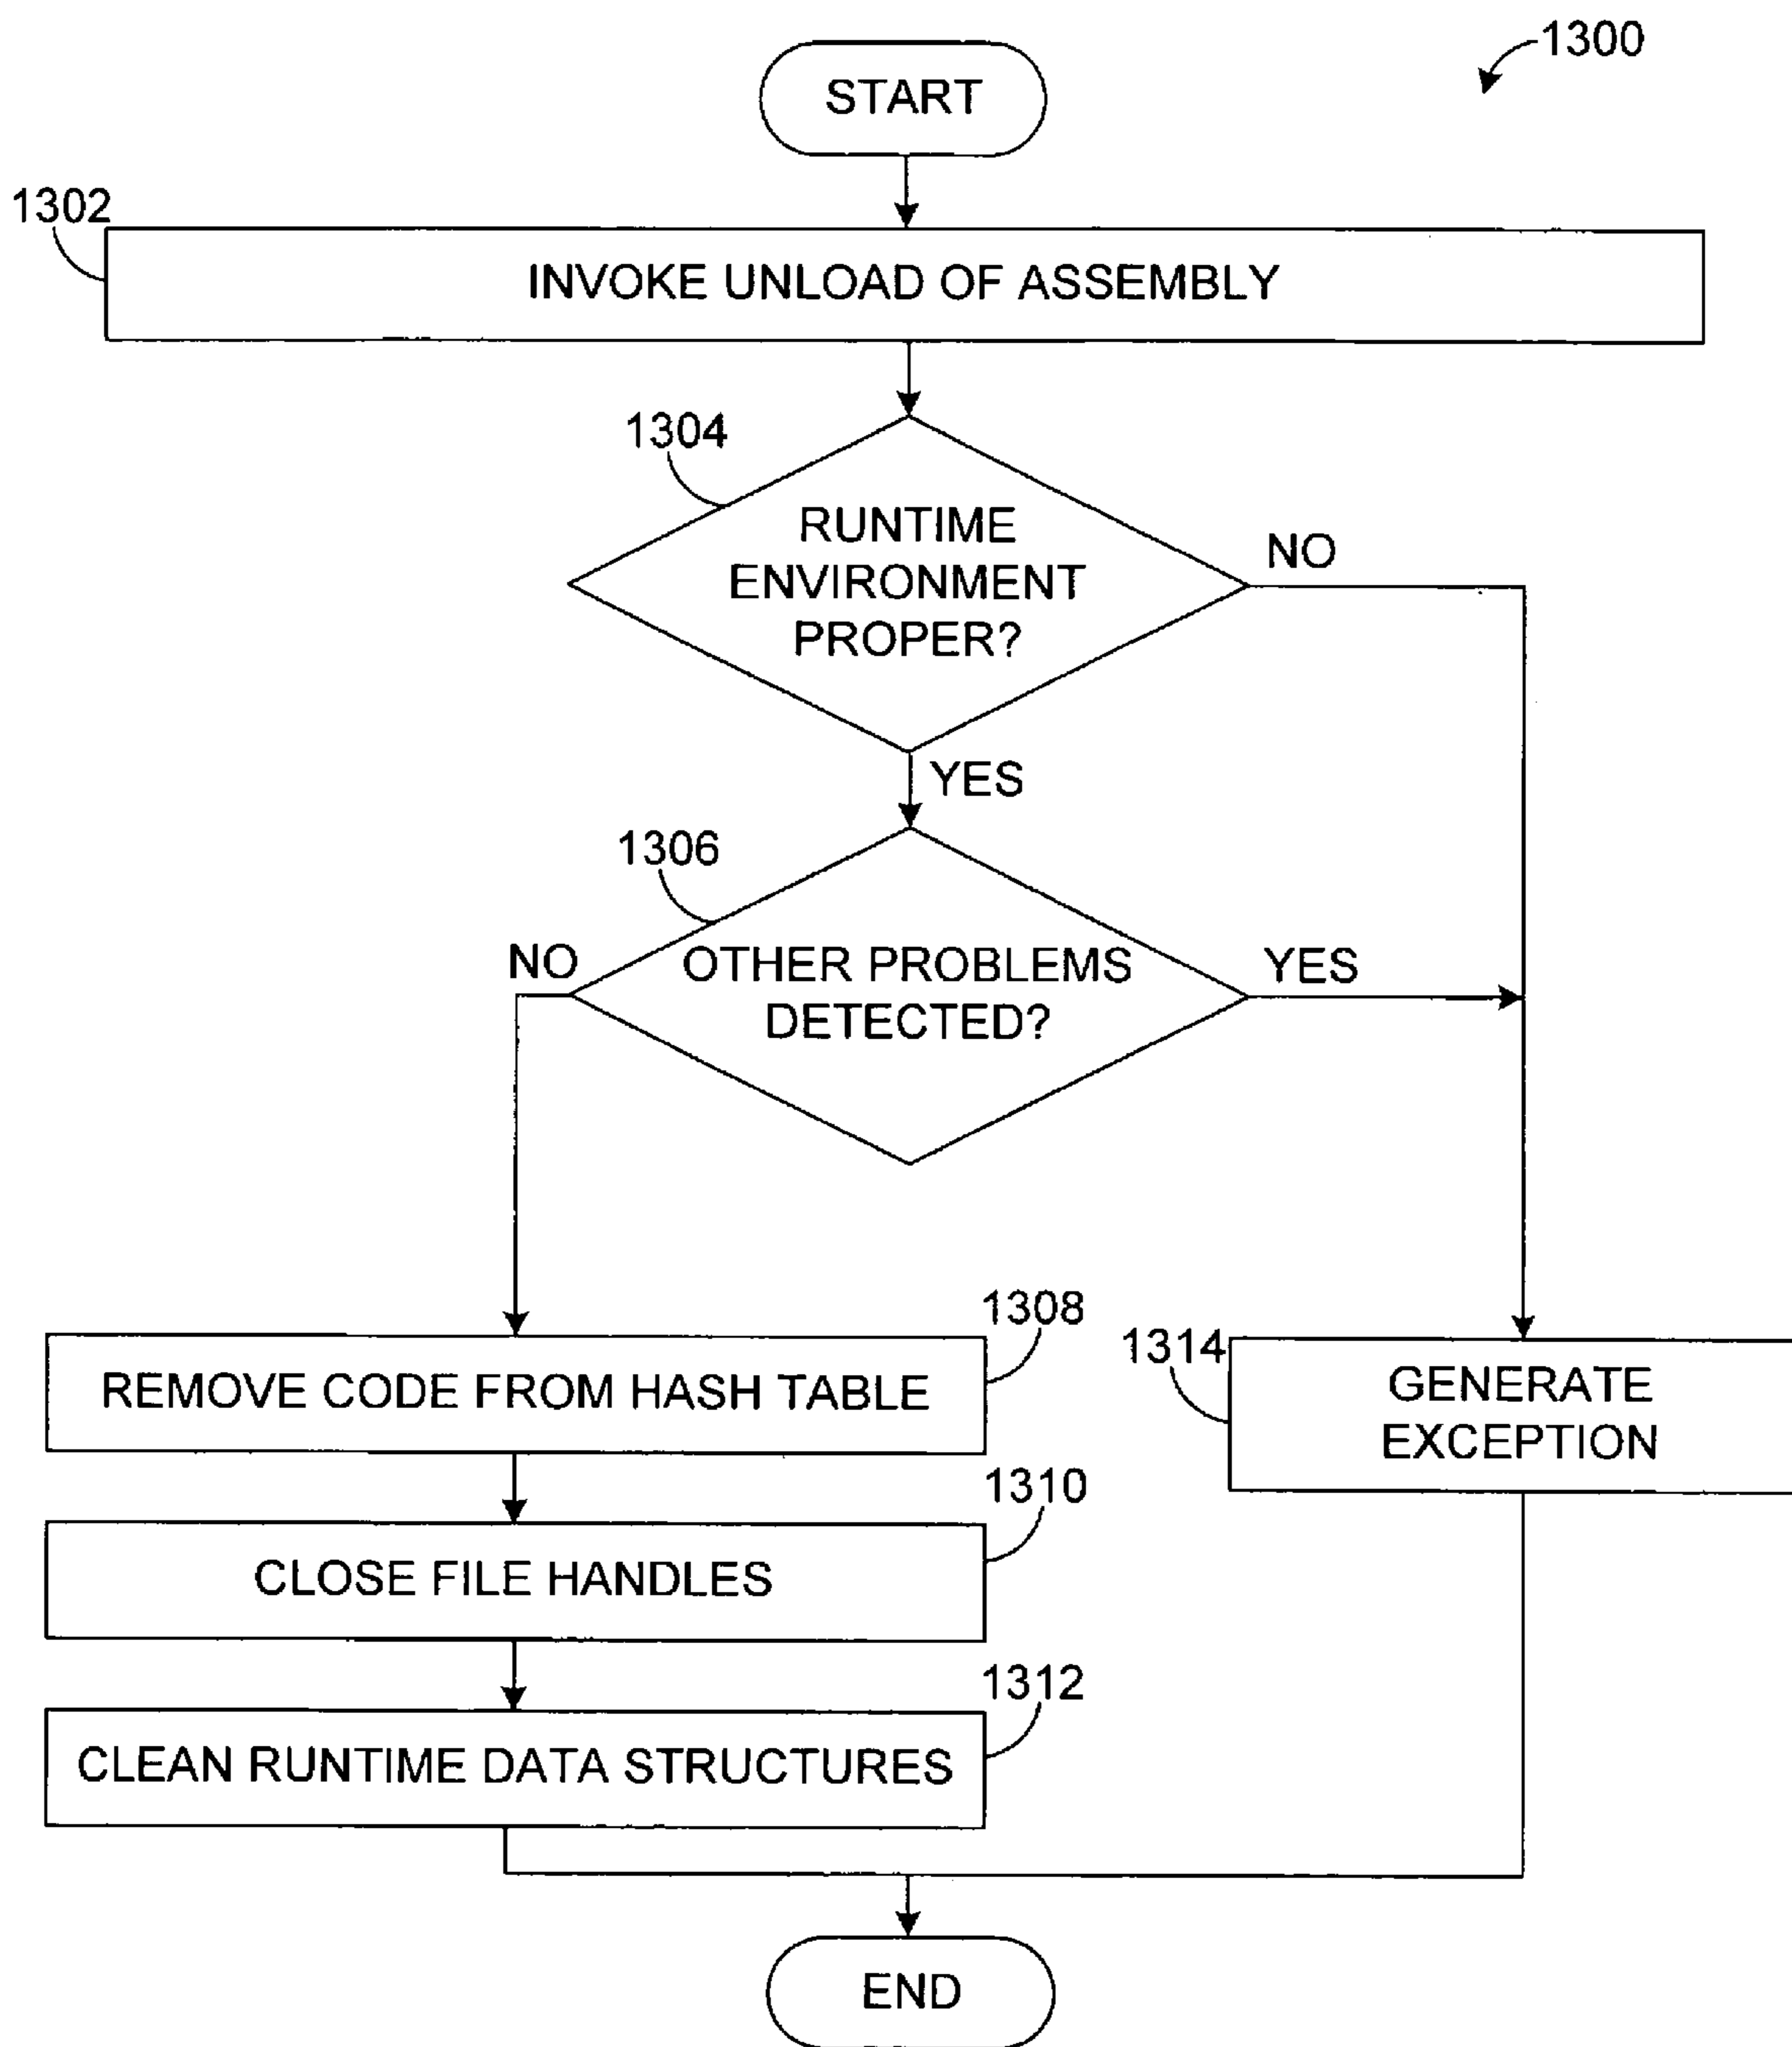 1300
START
1302
INVOKE UNLOAD OF ASSEMBLY
1304
RUNTIME
ENVIRONMENT
PROPER?
NO
YES
1306
NO
OTHER PROBLEMS
DETECTED?
YES
1308
REMOVE CODE FROM HASH TABLE
1314
GENERATE
EXCEPTION
1310
CLOSE FILE HANDLES
1312
CLEAN RUNTIME DATA STRUCTURES
END